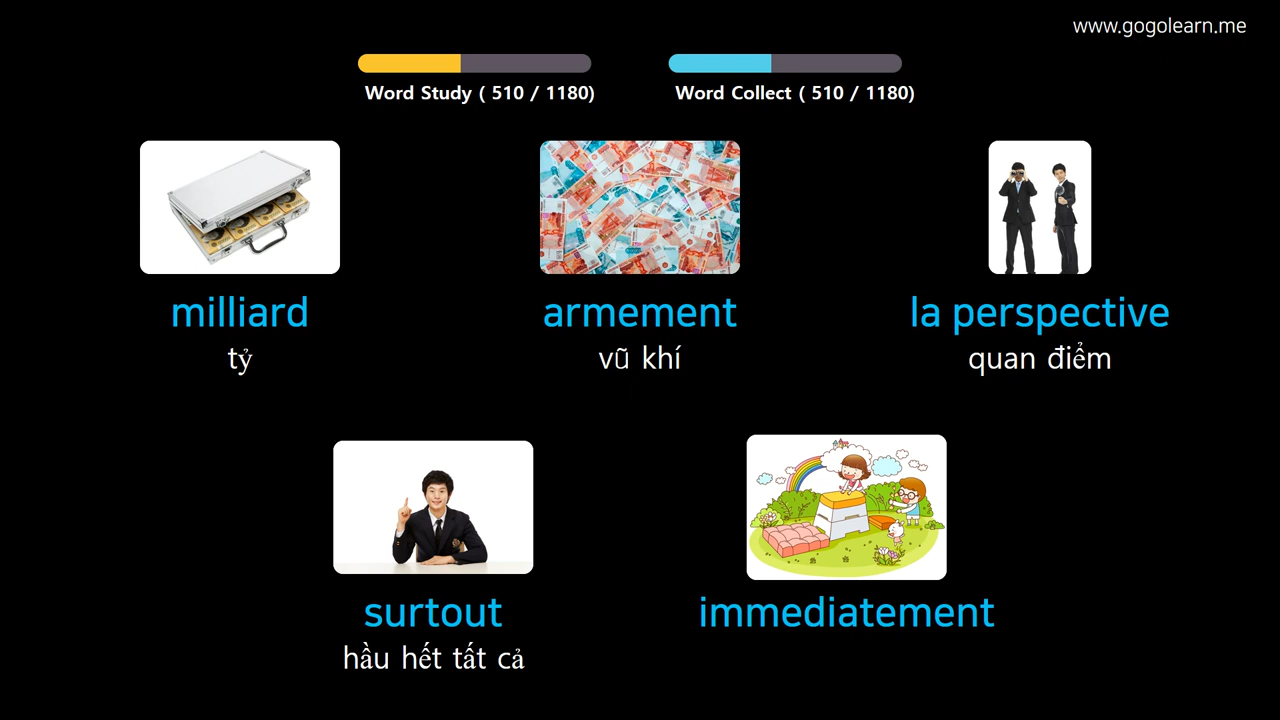 www.gogolearn.me
Word Study ( 510 / 1180)
Word Collect ( 510 / 1180)
milliard
tỷ
armement
vũ khí
la perspective
quan điểm
surtout
hầu hết tất cả
immediatement